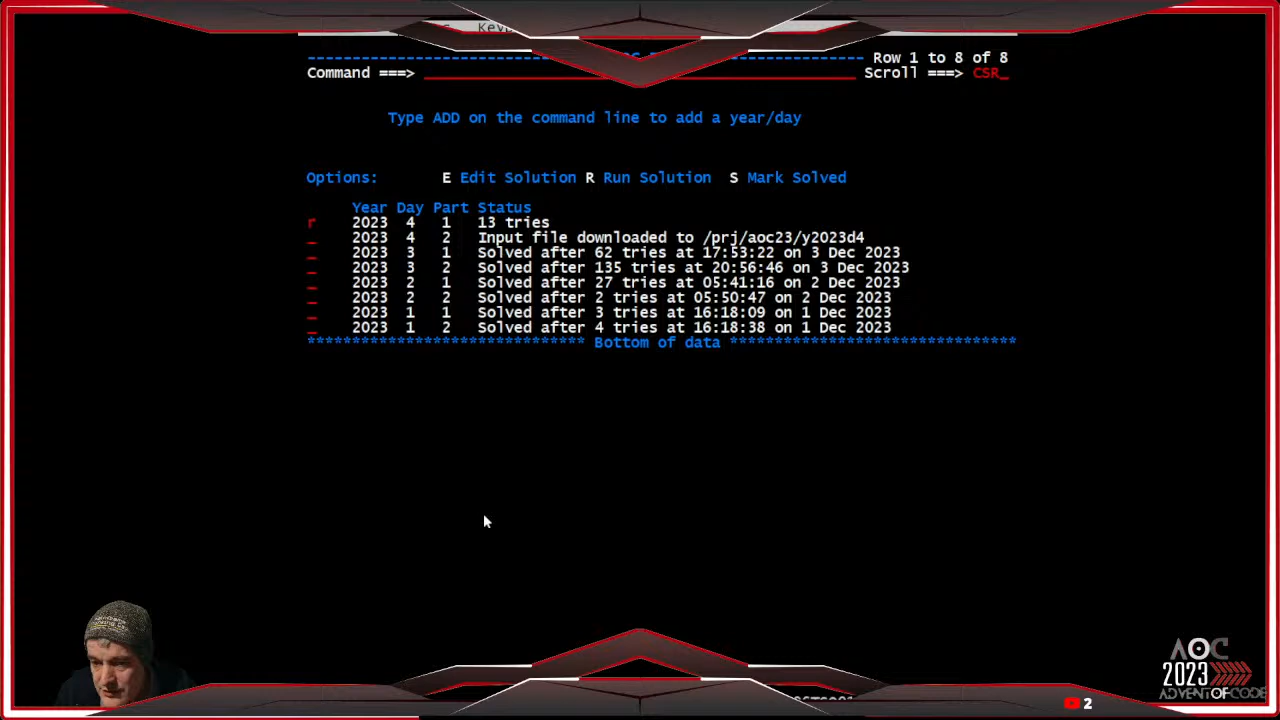 Row 1 to 8 of 8
Command ===> Scroll ===> CSR_
Type ADD on the command line to add a year/day
Options: E Edit Solution R Run Solution S Mark Solved
Year Day Part Status
r 2023 4 1 13 tries
_ 2023 4 2 Input file downloaded to /prj/aoc23/y2023d4
_ 2023 3 1 Solved after 62 tries at 17:53:22 on 3 Dec 2023
_ 2023 3 2 Solved after 135 tries at 20:56:46 on 3 Dec 2023
_ 2023 2 1 Solved after 27 tries at 05:41:16 on 2 Dec 2023
_ 2023 2 2 Solved after 2 tries at 05:50:47 on 2 Dec 2023
_ 2023 1 1 Solved after 3 tries at 16:18:09 on 1 Dec 2023
_ 2023 1 2 Solved after 4 tries at 16:18:38 on 1 Dec 2023
******************************* Bottom of data ********************************
AOC
2023
ADVENT OF CODE
2